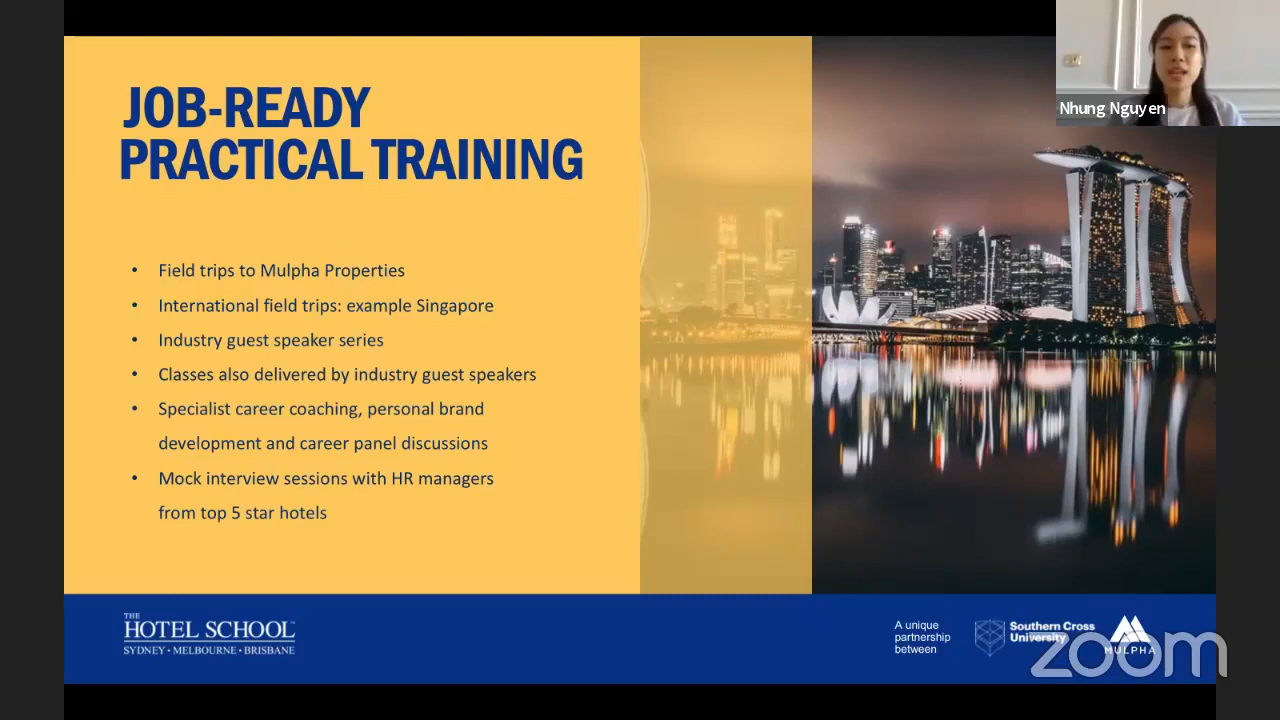 JOB-READY
PRACTICAL TRAINING
• Field trips to Mulpha Properties
• International field trips: example Singapore
• Industry guest speaker series
• Classes also delivered by industry guest speakers
• Specialist career coaching, personal brand
development and career panel discussions
• Mock interview sessions with HR managers
from top 5 star hotels
Nhung Nguyen
THE
HOTEL SCHOOL
SYDNEY • MELBOURNE • BRISBANE
A unique
partnership
between
Southern Cross
University
MULPHA
zoom